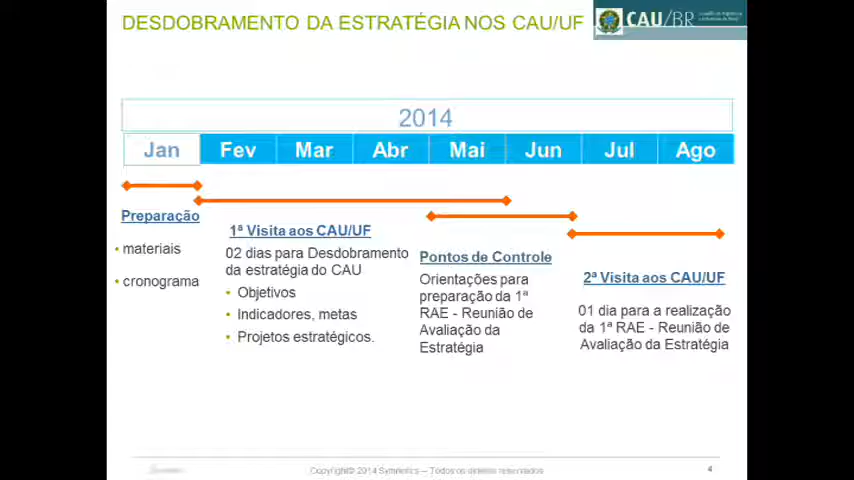 DESDOBRAMENTO DA ESTRATÉGIA NOS CAU/UF
CAU/BR
2014
Jan Fev Mar Abr Mai Jun Jul Ago
Preparação
• materiais
• cronograma
1ª Visita aos CAU/UF
02 dias para Desdobramento
da estratégia do CAU
• Objetivos
• Indicadores, metas
• Projetos estratégicos.
Pontos de Controle
Orientações para
preparação da 1ª
RAE - Reunião de
Avaliação da
Estratégia
2ª Visita aos CAU/UF
01 dia para a realização
da 1ª RAE - Reunião de
Avaliação da Estratégia
Copyright© 2014 Symnetics – Todos os direitos reservados
4